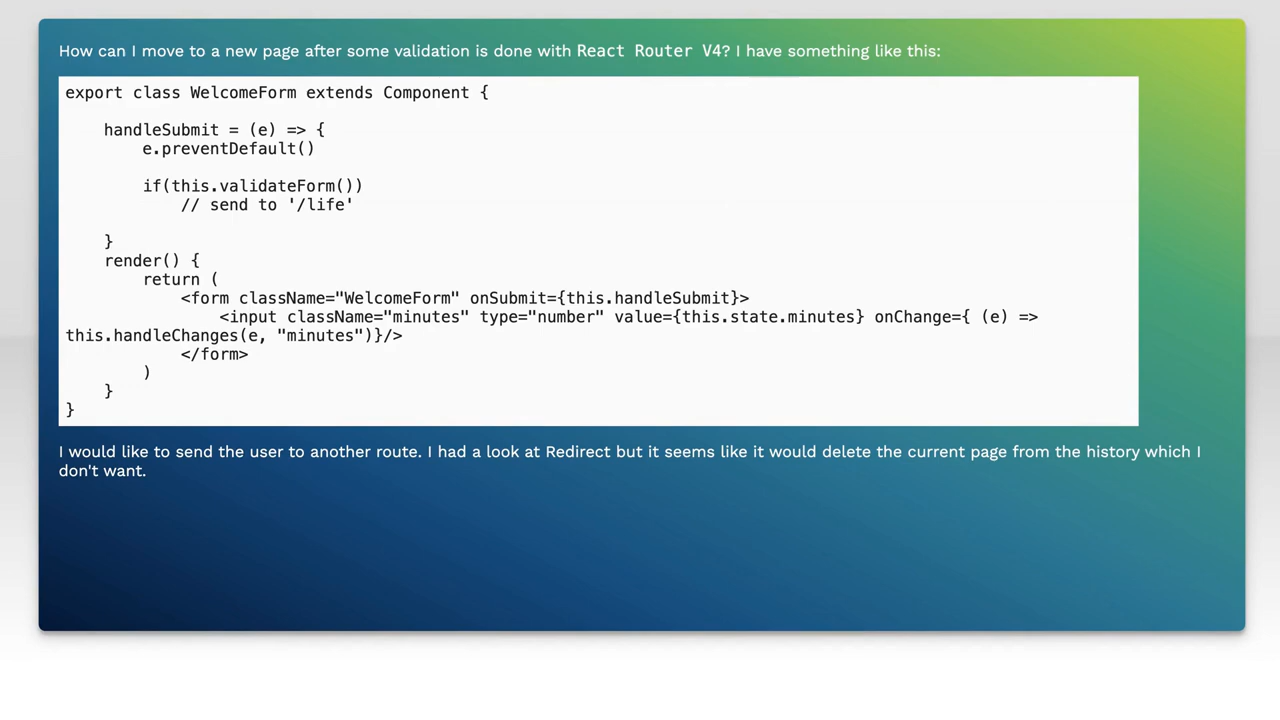 How can I move to a new page after some validation is done with React Router V4? I have something like this:
export class WelcomeForm extends Component {
    handleSubmit = (e) => {
        e.preventDefault()
        if(this.validateForm())
            // send to '/life'
    }
    render() {
        return (
            <form className="WelcomeForm" onSubmit={this.handleSubmit}>
                <input className="minutes" type="number" value={this.state.minutes} onChange={ (e) =>
this.handleChanges(e, "minutes")}/>
            </form>
        )
    }
}
I would like to send the user to another route. I had a look at Redirect but it seems like it would delete the current page from the history which I
don't want.